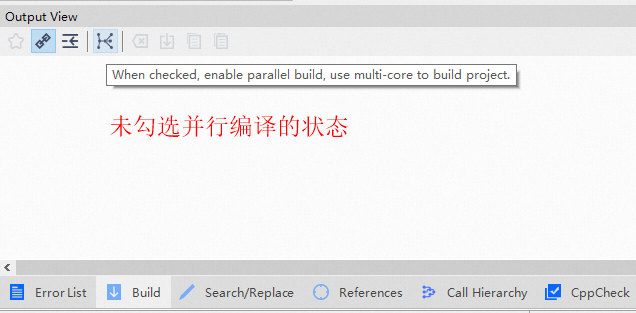 Output View
When checked, enable parallel build, use multi-core to build project.
未勾选并行编译的状态
Error List
Build
Search/Replace
References
Call Hierarchy
CppCheck